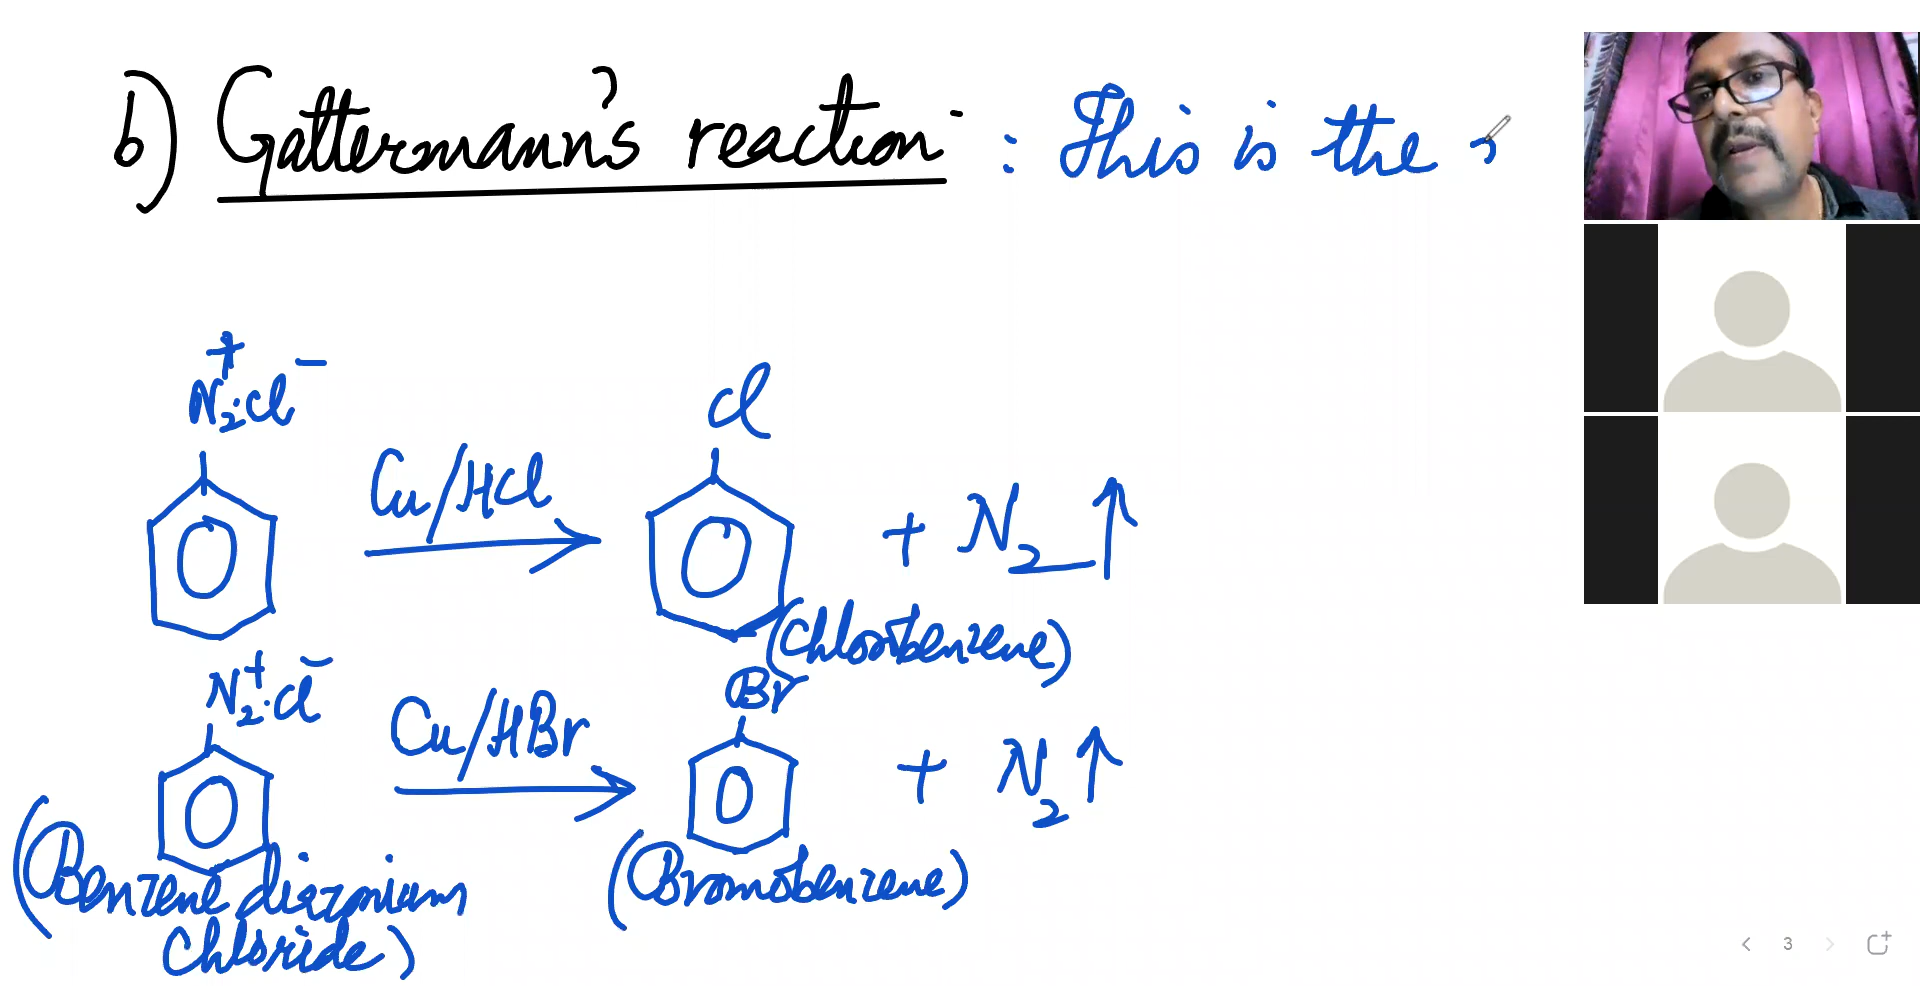 b) Gattermann's reaction : This is the
N₂⁺.Cl⁻
Cl
Cu/HCl
+ N₂↑
(Chlorobenzene)
N₂⁺.Cl⁻
Br
Cu/HBr
+ N₂↑
(Benzene diazonium
Chloride)
(Bromobenzene)
3